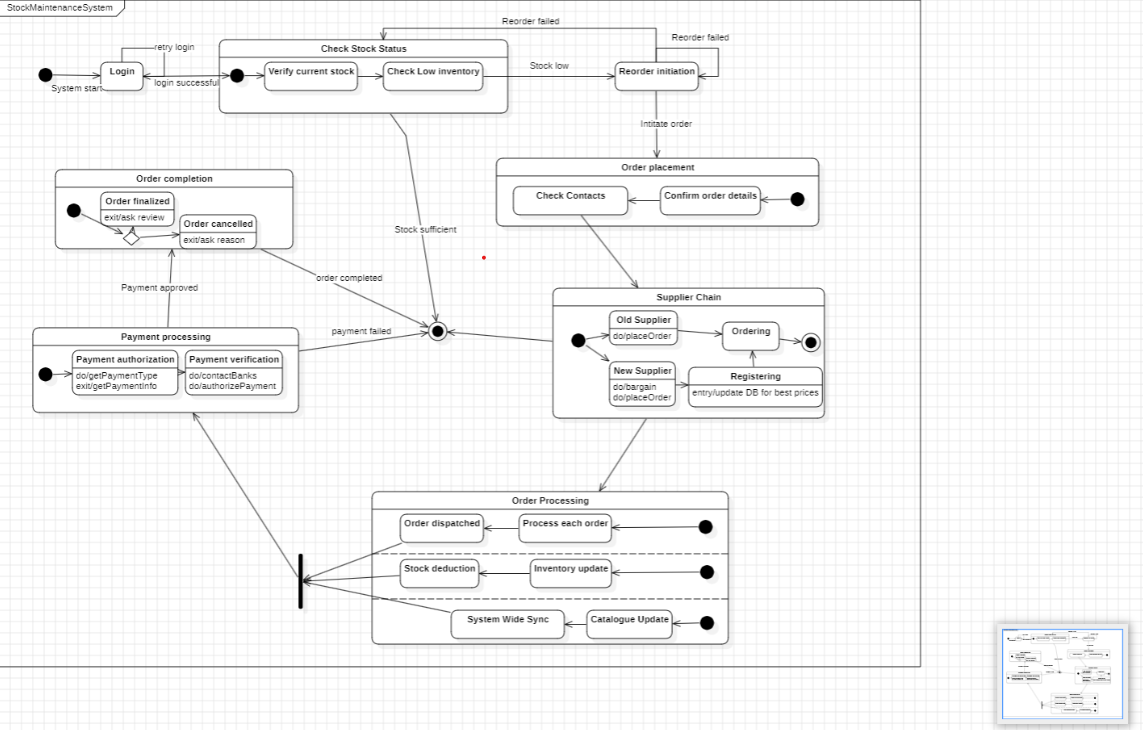 StockMaintenanceSystem
Reorder failed
Reorder failed
retry login
Check Stock Status
Login
Verify current stock
Check Low inventory
Stock low
Reorder initiation
System start
login successful
Intitate order
Order completion
Order placement
Order finalized
exit/ask review
Check Contacts
Confirm order details
Order cancelled
exit/ask reason
Stock sufficient
order completed
Payment approved
Supplier Chain
Old Supplier
do/placeOrder
Ordering
payment failed
Payment processing
Payment authorization
do/getPaymentType
exit/getPaymentInfo
Payment verification
do/contactBanks
do/authorizePayment
New Supplier
do/bargain
do/placeOrder
Registering
entry/update DB for best prices
Order Processing
Order dispatched
Process each order
Stock deduction
Inventory update
System Wide Sync
Catalogue Update